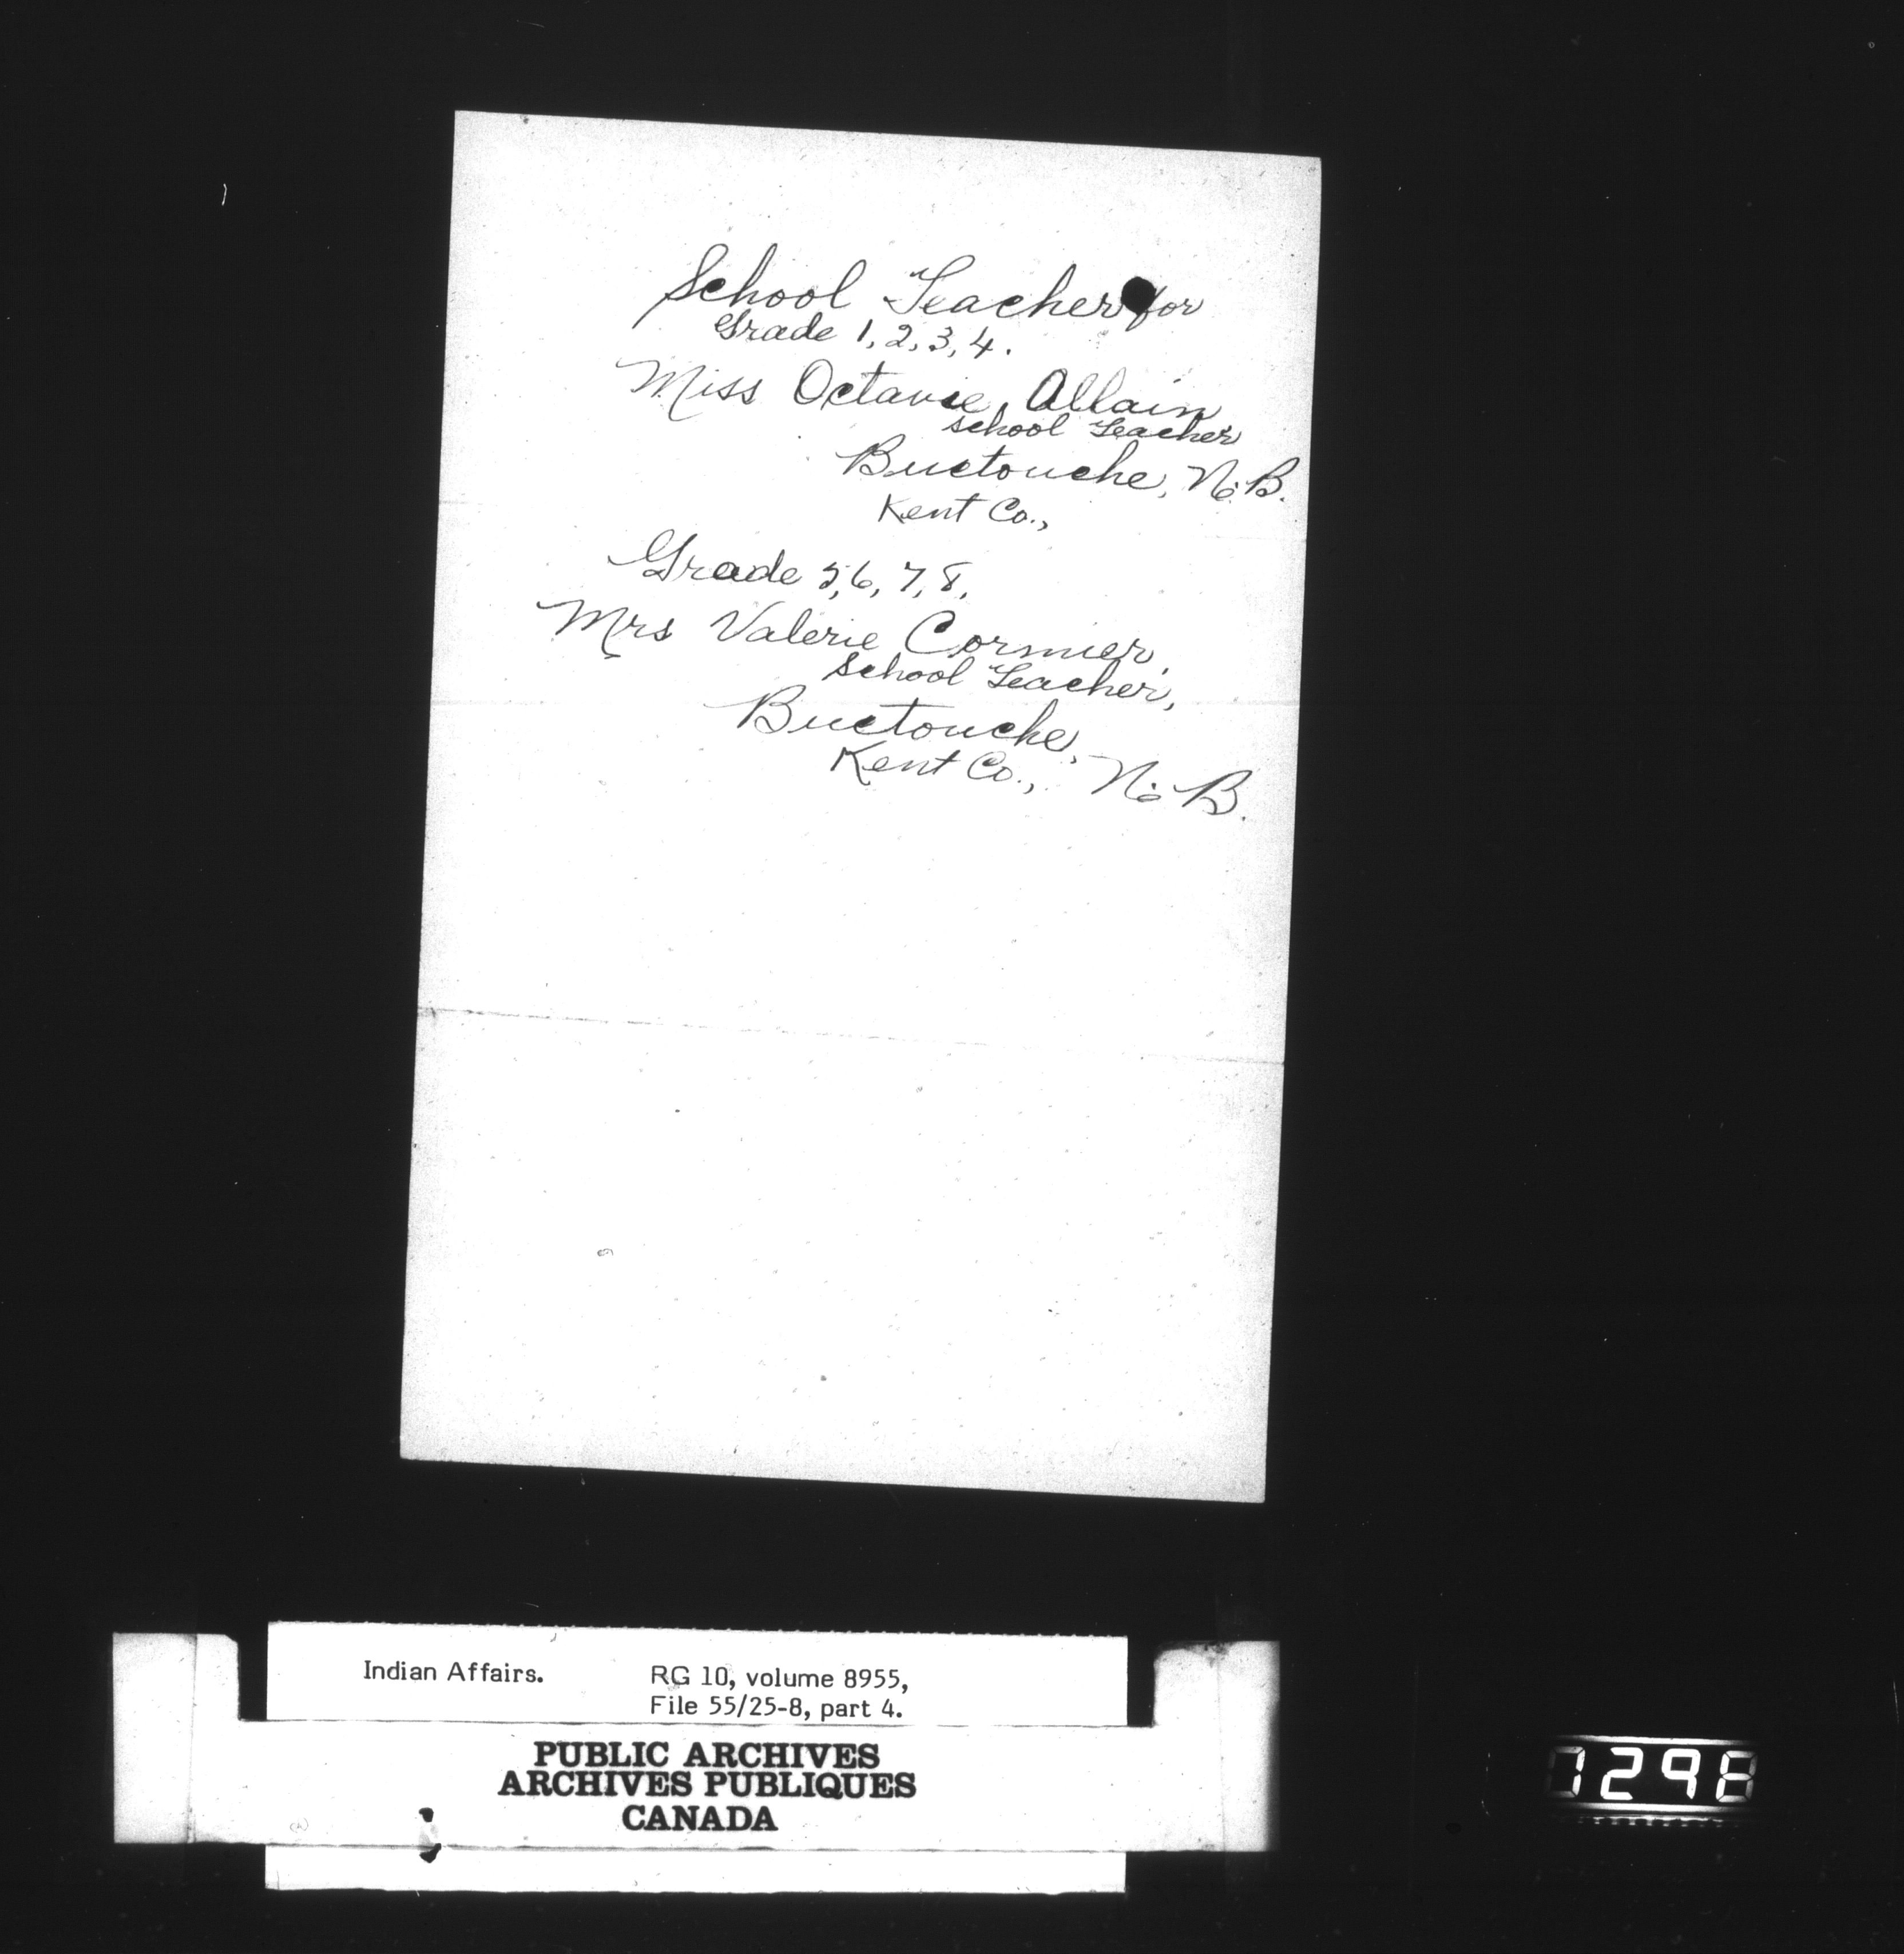 School Teacher for
Grade 1, 2, 3, 4.
Miss Octavie, Allain
School Teacher
Buctouche, N.B.
Kent Co.,
Grade 5, 6, 7, 8,
Mrs Valerie Cormier,
School Teacher,
Buctouche,
Kent Co., N.B.
Indian Affairs. RG 10, volume 8955,
File 55/25-8, part 4.
PUBLIC ARCHIVES
ARCHIVES PUBLIQUES
CANADA